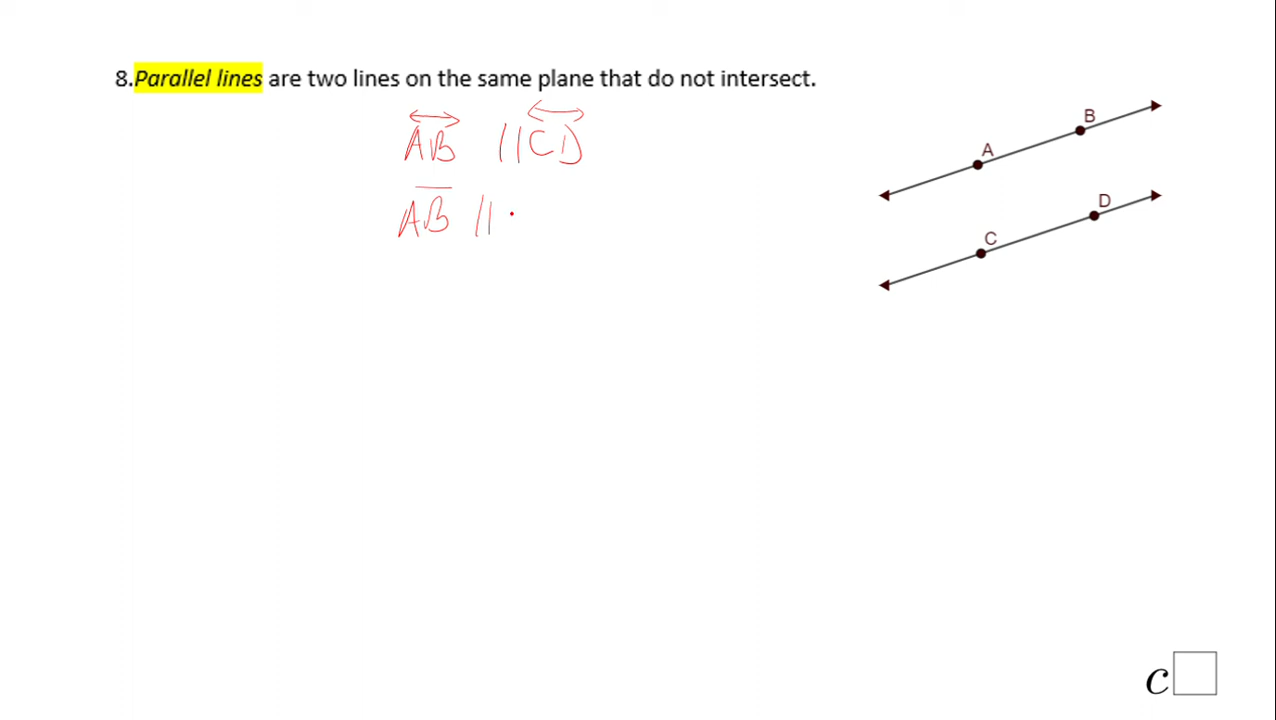 8.Parallel lines are two lines on the same plane that do not intersect.
AB || CD
AB ||
A
B
C
D
c